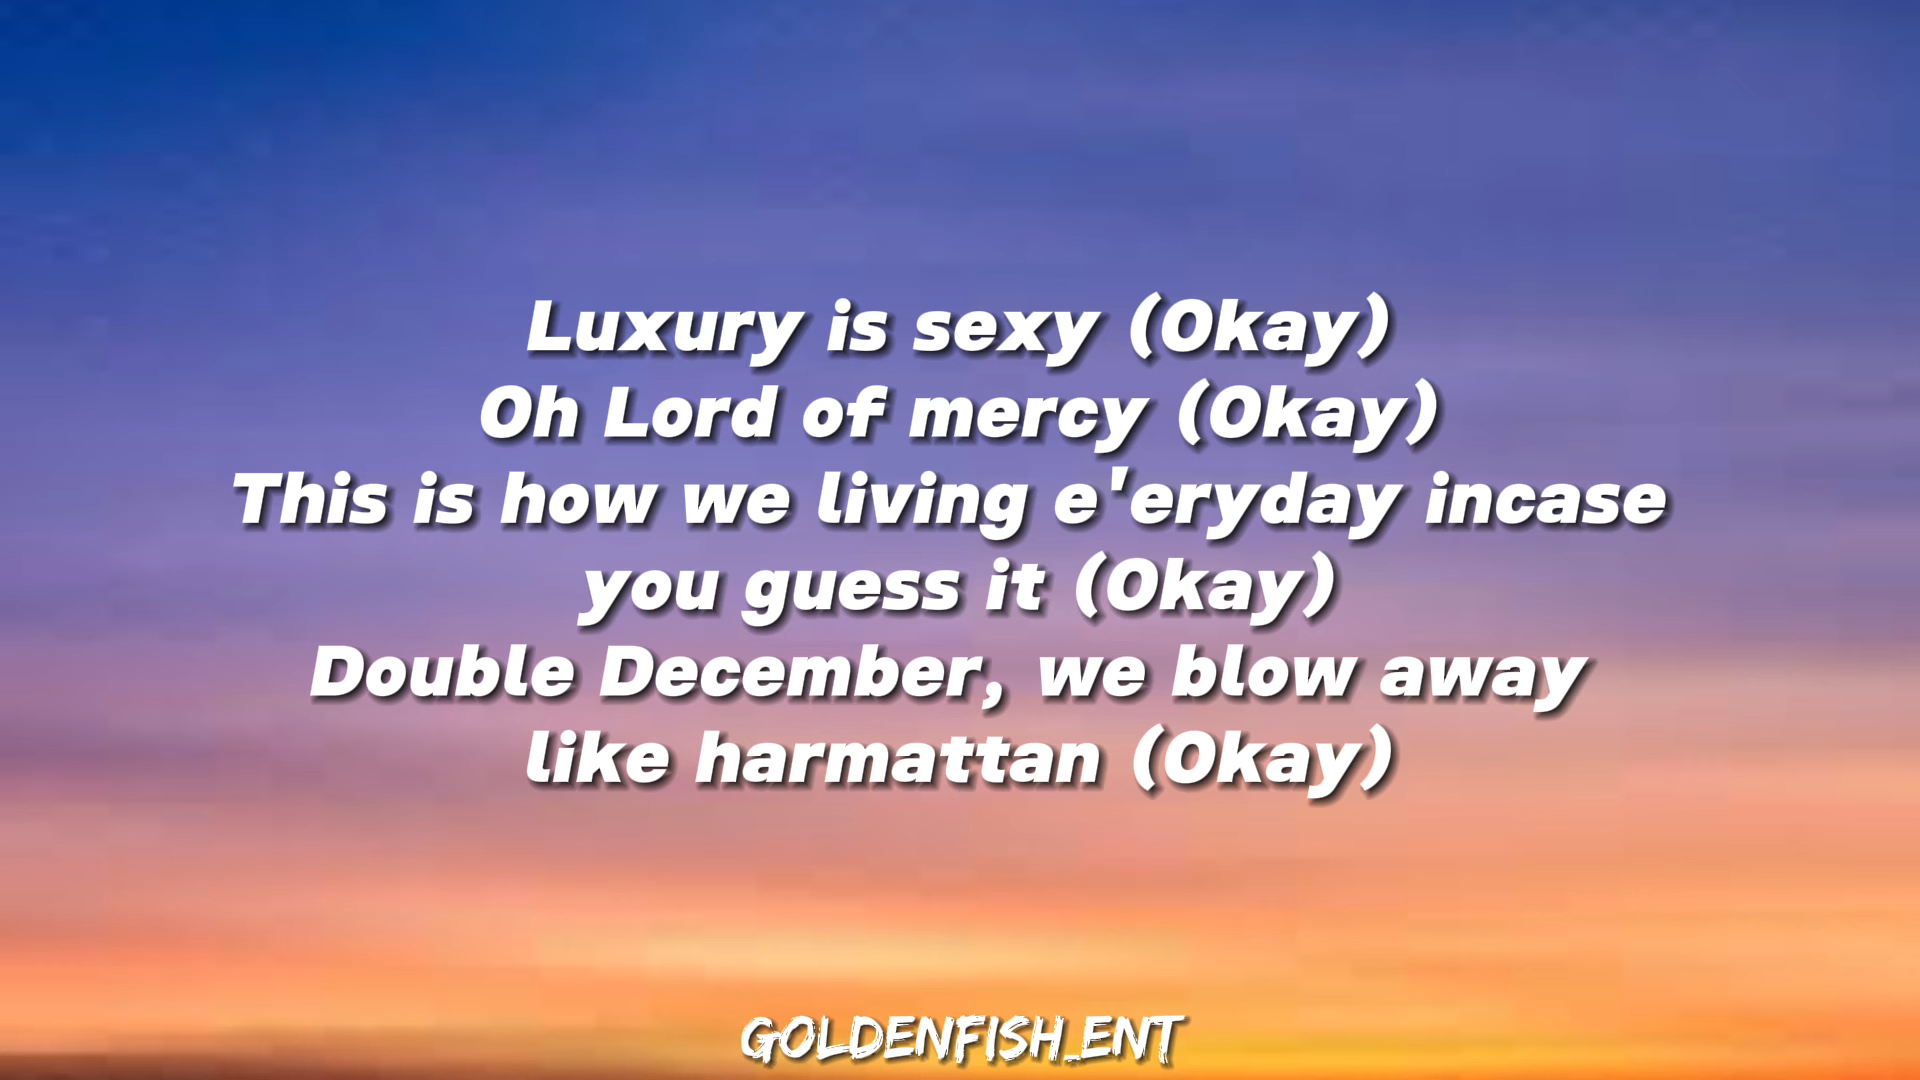 Luxury is sexy (Okay)
Oh Lord of mercy (Okay)
This is how we living e'eryday incase
you guess it (Okay)
Double December, we blow away
like harmattan (Okay)
GOLDENFISH_ENT